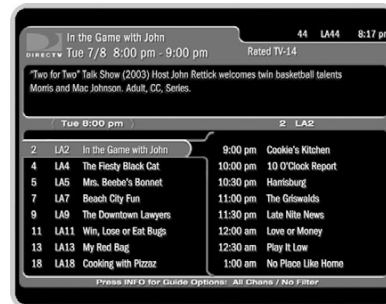 In the Game with John
44 LA44 8:17 p
DIRECTV Tue 7/8 8:00 pm - 9:00 pm
Rated TV-14
"Two for Two" Talk Show (2003) Host John Rettick welcomes twin basketball talents
Morris and Mac Johnson. Adult, CC, Series.
Tue 8:00 pm
2 LA2
2 LA2 In the Game with John
4 LA4 The Fiesty Black Cat
5 LA5 Mrs. Beebe's Bonnet
7 LA7 Beach City Fun
9 LA9 The Downtown Lawyers
11 LA11 Win, Lose or Eat Bugs
13 LA13 My Red Bag
18 LA18 Cooking with Pizzaz
9:00 pm Cookie's Kitchen
10:00 pm 10 O'Clock Report
10:30 pm Harrisburg
11:00 pm The Griswalds
11:30 pm Late Nite News
12:00 am Love or Money
12:30 am Play It Low
1:00 am No Place Like Home
Press INFO for Guide Options: All Chans / No Filter